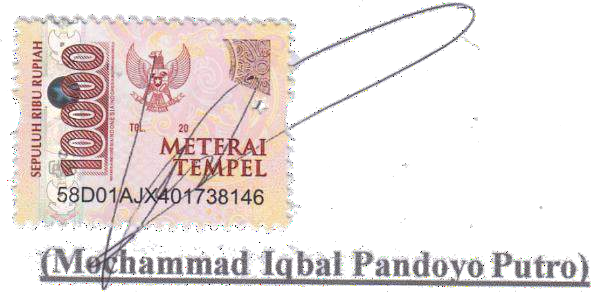 SEPULUH RIBU RUPIAH
10000
TGL. 20
METERAI
TEMPEL
58D01AJX401738146
(Mochammad Iqbal Pandoyo Putro)